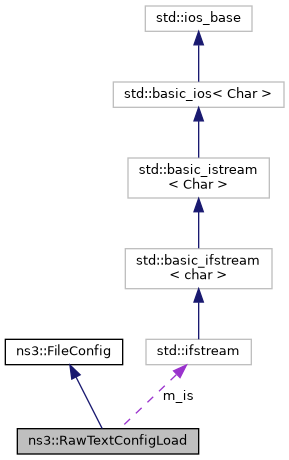 std::ios_base
std::basic_ios< Char >
std::basic_istream
< Char >
std::basic_ifstream
< char >
ns3::FileConfig
std::ifstream
m_is
ns3::RawTextConfigLoad